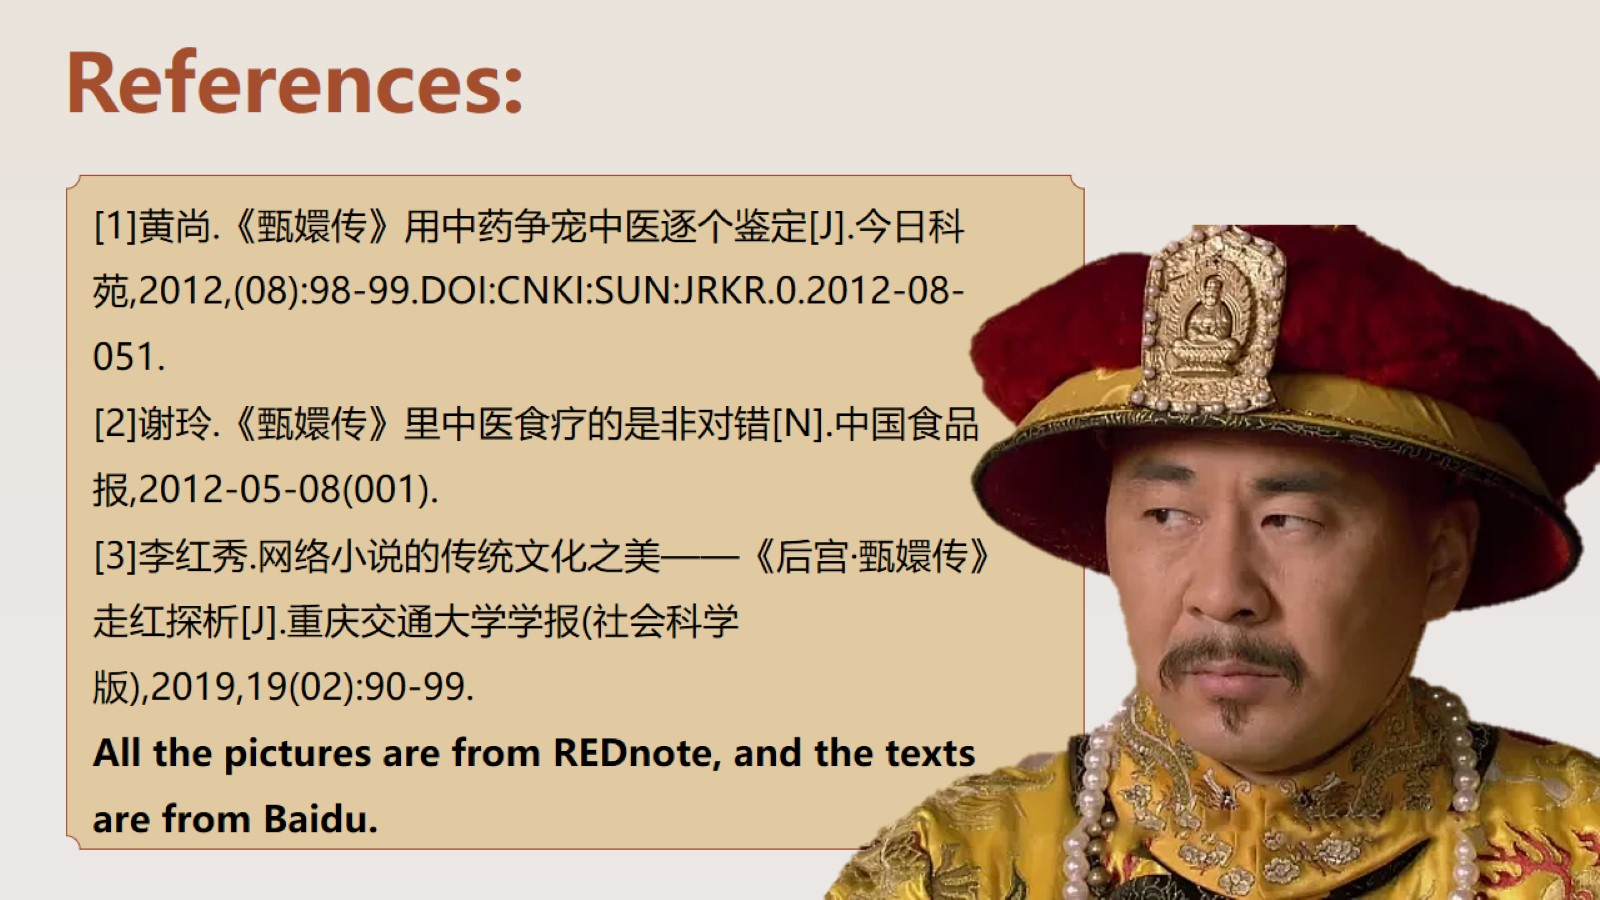 References:
[1]黄尚.《甄嬛传》用中药争宠中医逐个鉴定[J].今日科
苑,2012,(08):98-99.DOI:CNKI:SUN:JRKR.0.2012-08-
051.
[2]谢玲.《甄嬛传》里中医食疗的是非对错[N].中国食品
报,2012-05-08(001).
[3]李红秀.网络小说的传统文化之美——《后宫·甄嬛传》
走红探析[J].重庆交通大学学报(社会科学
版),2019,19(02):90-99.
All the pictures are from REDnote, and the texts
are from Baidu.